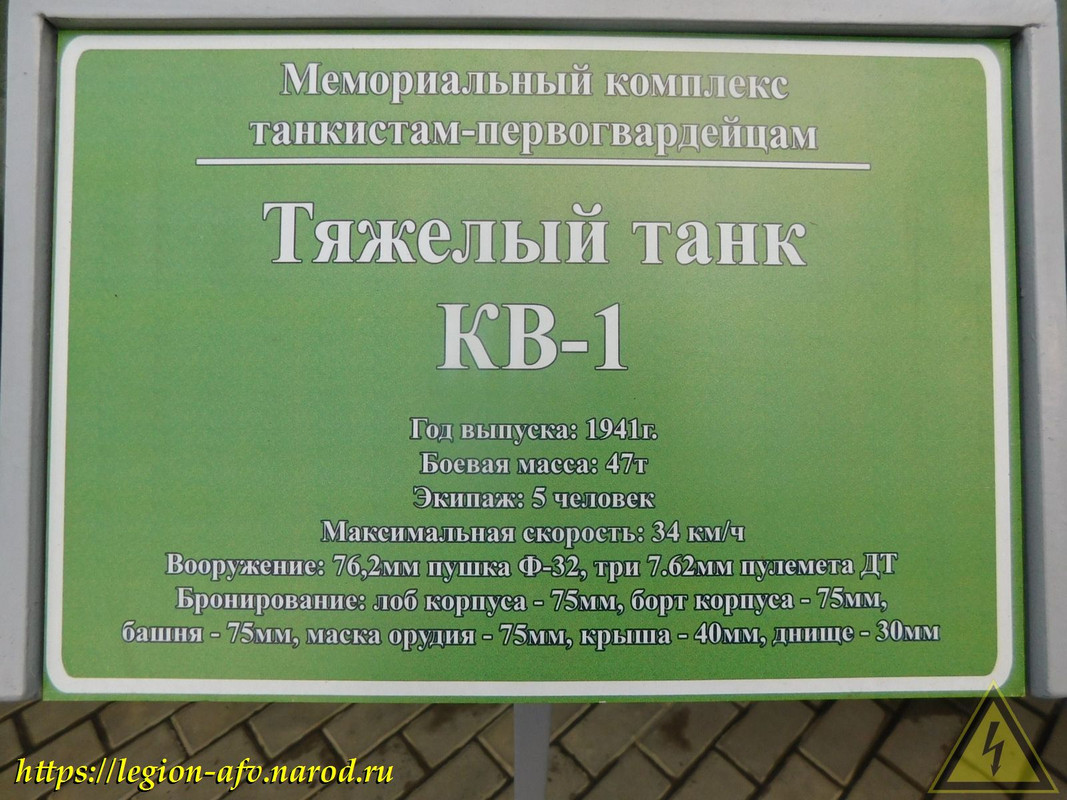 Мемориальный комплекс
танкистам-первогвардейцам
Тяжелый танк
КВ-1
Год выпуска: 1941г.
Боевая масса: 47т
Экипаж: 5 человек
Максимальная скорость: 34 км/ч
Вооружение: 76,2мм пушка Ф-32, три 7.62мм пулемета ДТ
Бронирование: лоб корпуса - 75мм, борт корпуса - 75мм,
башня - 75мм, маска орудия - 75мм, крыша - 40мм, днище - 30мм
https://legion-afv.narod.ru